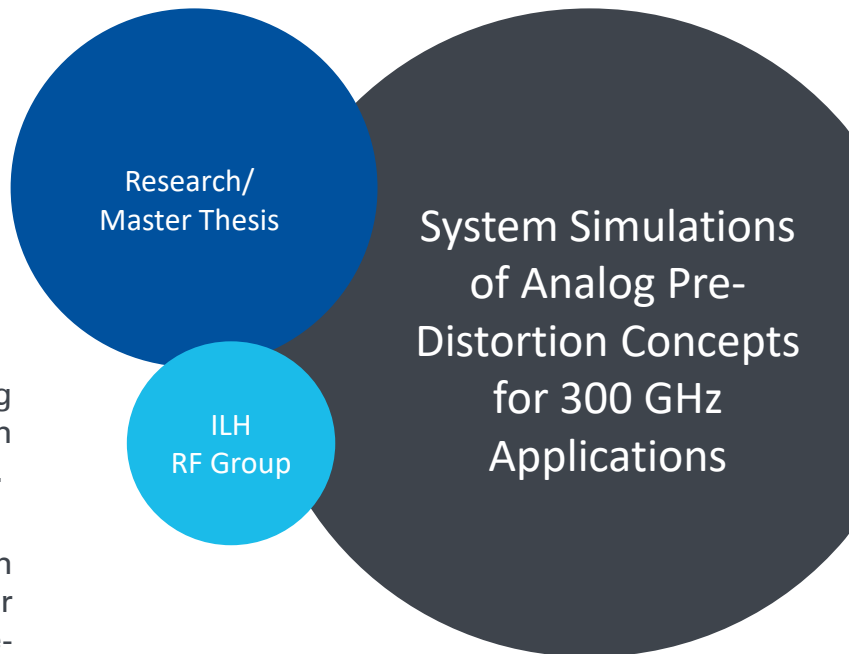 Research/
Master Thesis
System Simulations
of Analog Pre-
Distortion Concepts
for 300 GHz
Applications
ILH
RF Group